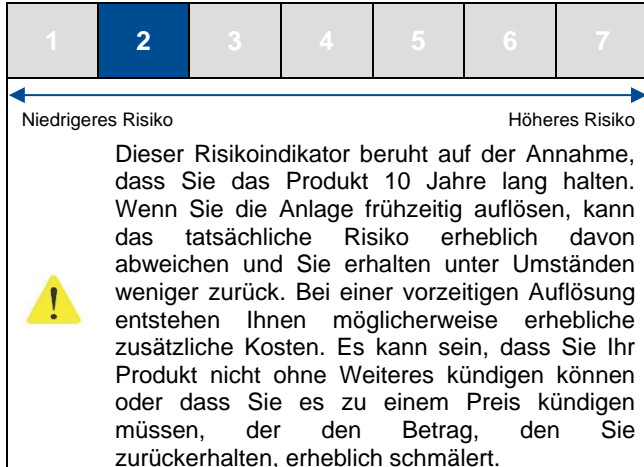 1 2 3 4 5 6 7
Niedrigeres Risiko Höheres Risiko
Dieser Risikoindikator beruht auf der Annahme,
dass Sie das Produkt 10 Jahre lang halten.
Wenn Sie die Anlage frühzeitig auflösen, kann
das tatsächliche Risiko erheblich davon
abweichen und Sie erhalten unter Umständen
weniger zurück. Bei einer vorzeitigen Auflösung
entstehen Ihnen möglicherweise erhebliche
zusätzliche Kosten. Es kann sein, dass Sie Ihr
Produkt nicht ohne Weiteres kündigen können
oder dass Sie es zu einem Preis kündigen
müssen, der den Betrag, den Sie
zurückerhalten, erheblich schmälert.